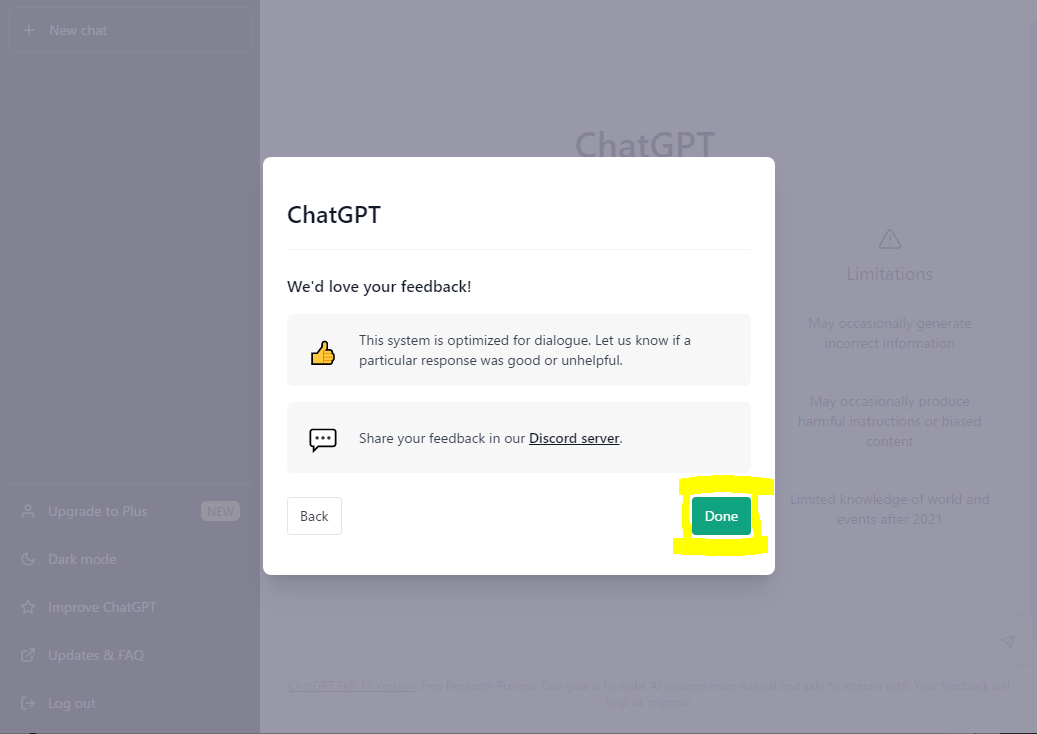 New chat
ChatGPT
ChatGPT
We'd love your feedback!
This system is optimized for dialogue. Let us know if a
particular response was good or unhelpful.
Share your feedback in our Discord server.
Back
Done
Limitations
May occasionally generate
incorrect information
May occasionally produce
harmful instructions or biased
content
Limited knowledge of world and
events after 2021
Upgrade to Plus
NEW
Dark mode
Improve ChatGPT
Updates & FAQ
Log out
ChatGPT Feb 13 Version. Free Research Preview. Our goal is to make AI systems more natural and safe to interact with. Your feedback will
help us improve.